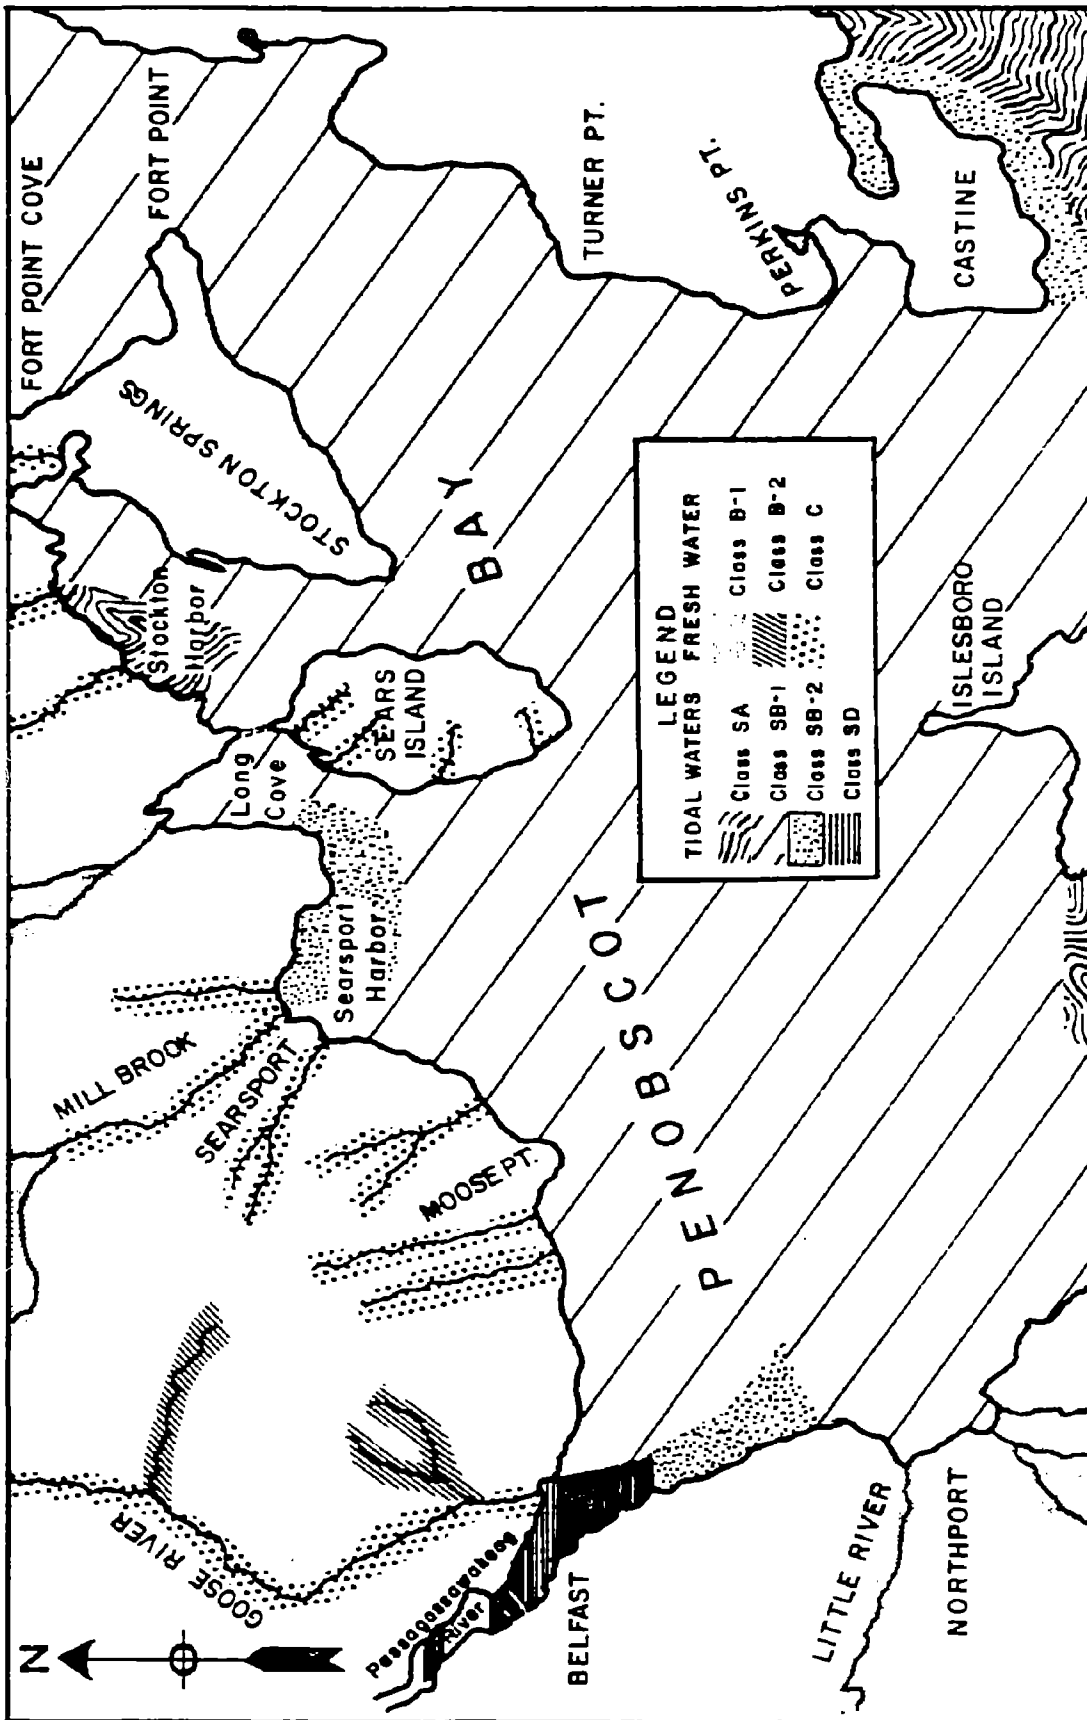 N
FORT POINT COVE
FORT POINT
STOCKTON SPRINGS
Stockton
Harbor
Long
Cove
SEARS
ISLAND
Searsport
Harbor
MILL BROOK
SEARSPORT
MOOSE PT.
GOOSE RIVER
Passagassawakeag
River
BELFAST
LITTLE RIVER
NORTHPORT
PENOBSCOT
BAY
TURNER PT.
PERKINS PT.
CASTINE
ISLESBORO
ISLAND
LEGEND
TIDAL WATERS FRESH WATER
Class SA Class B-1
Class SB-1 Class B-2
Class SB-2 Class C
Class SD